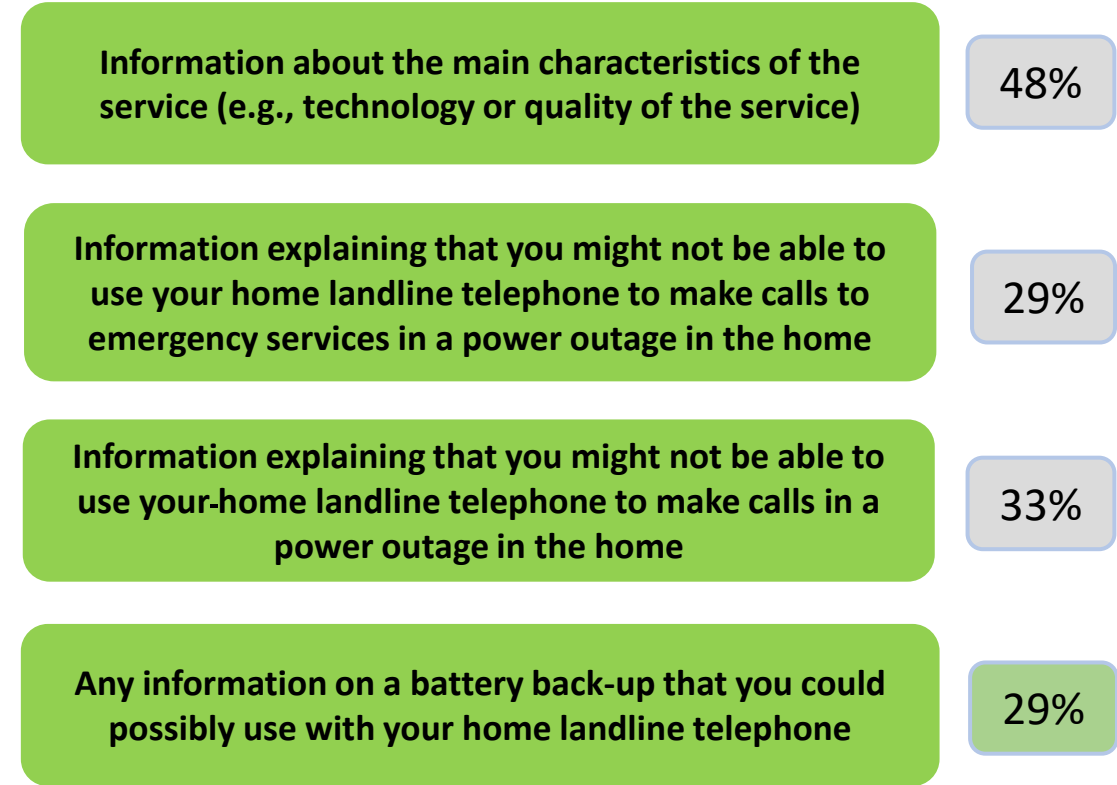 Information about the main characteristics of the
service (e.g., technology or quality of the service)
48%
Information explaining that you might not be able to
use your home landline telephone to make calls to
emergency services in a power outage in the home
29%
Information explaining that you might not be able to
use your-home landline telephone to make calls in a
power outage in the home
33%
Any information on a battery back-up that you could
possibly use with your home landline telephone
29%